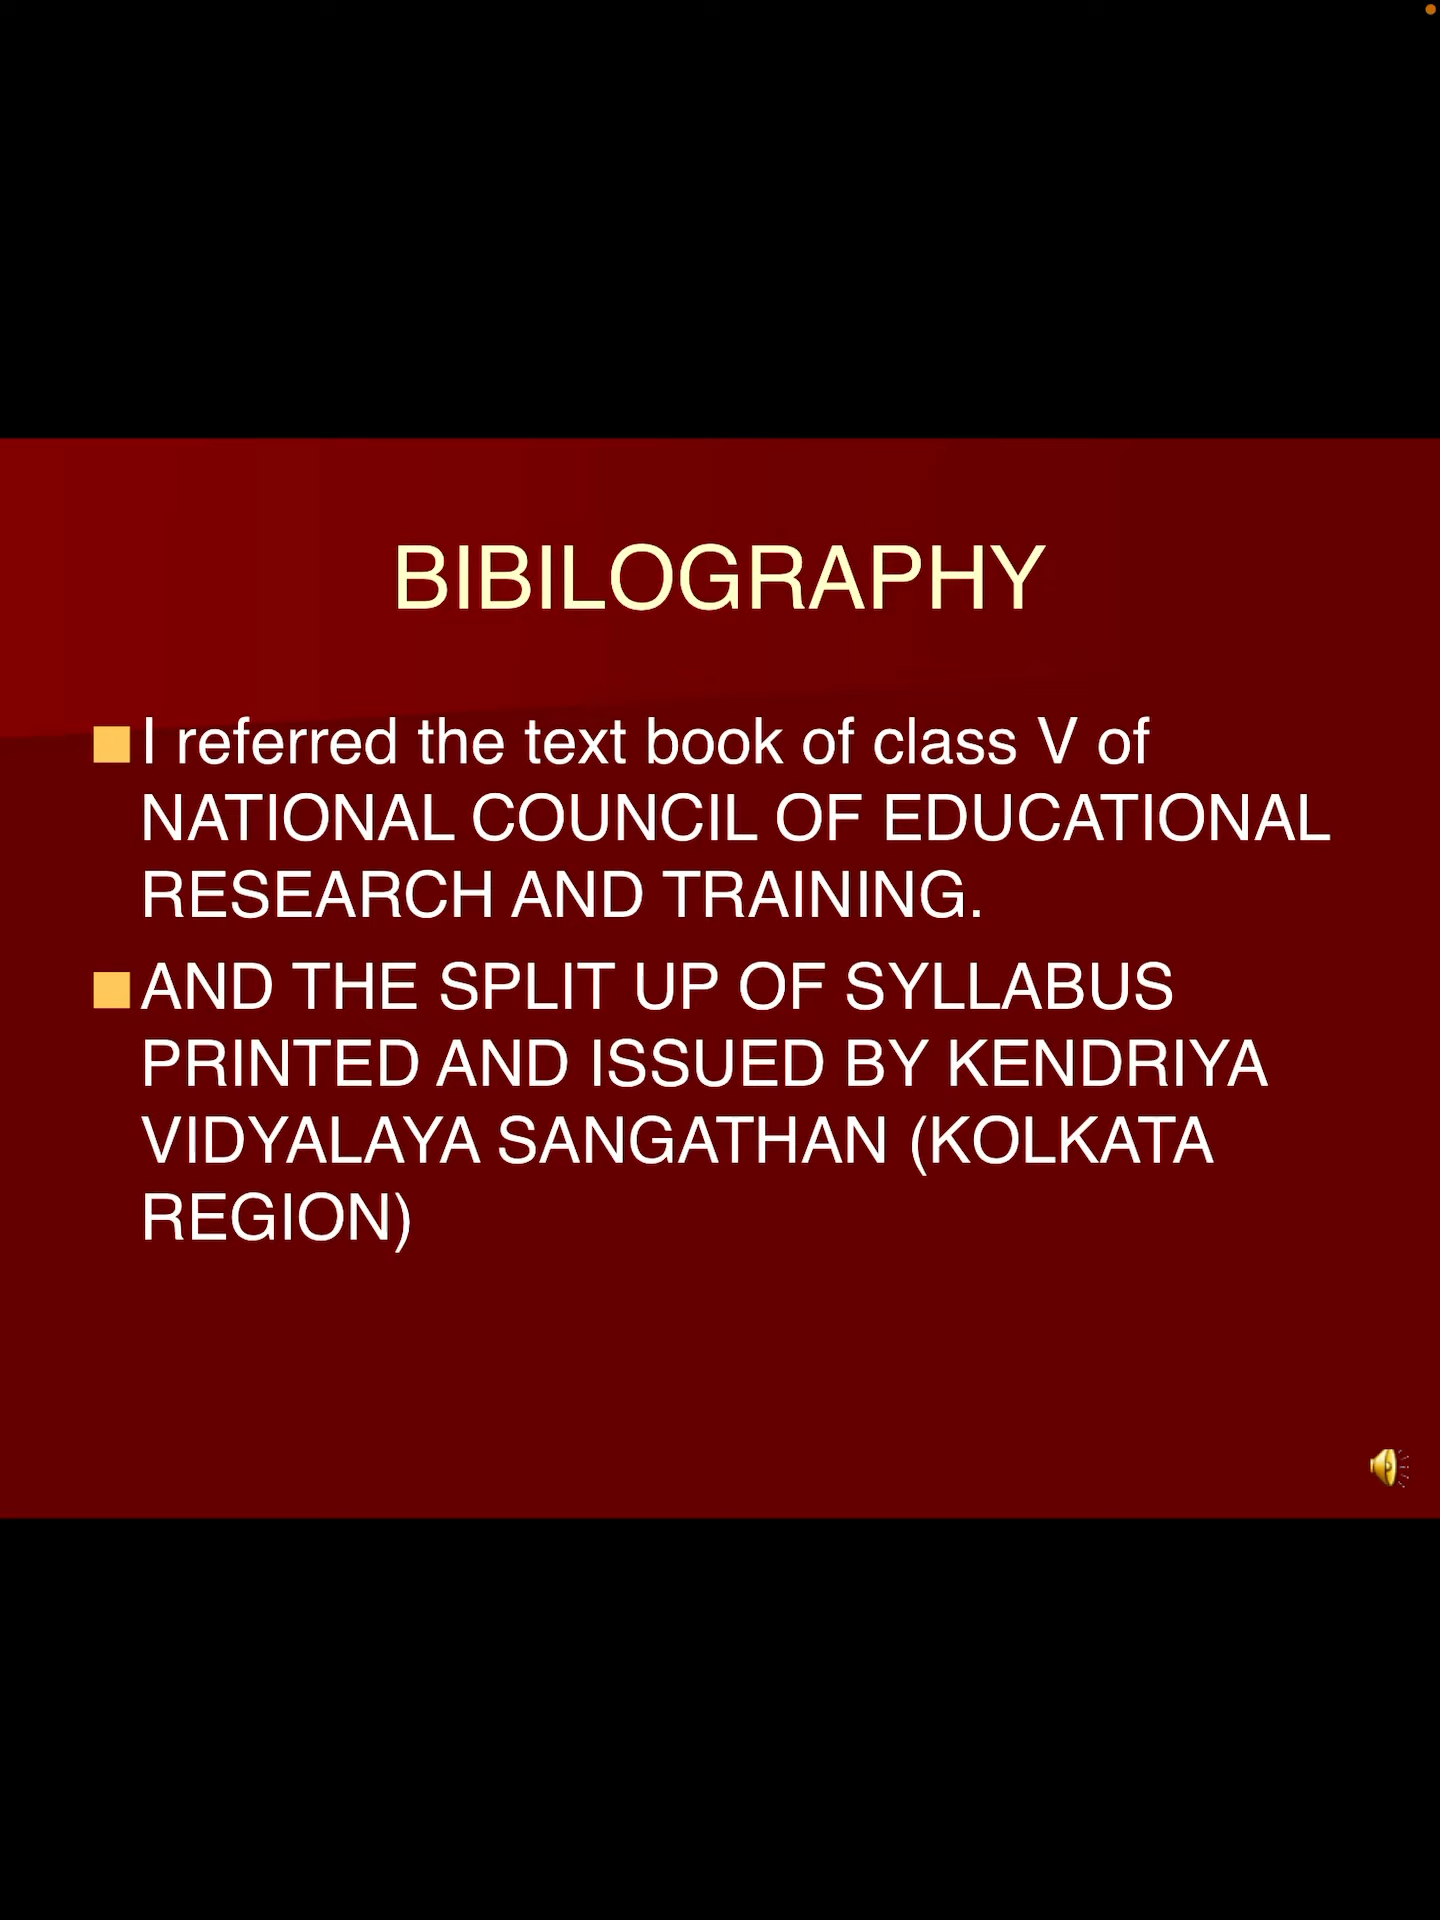 BIBILOGRAPHY
I referred the text book of class V of
NATIONAL COUNCIL OF EDUCATIONAL
RESEARCH AND TRAINING.
AND THE SPLIT UP OF SYLLABUS
PRINTED AND ISSUED BY KENDRIYA
VIDYALAYA SANGATHAN (KOLKATA
REGION)